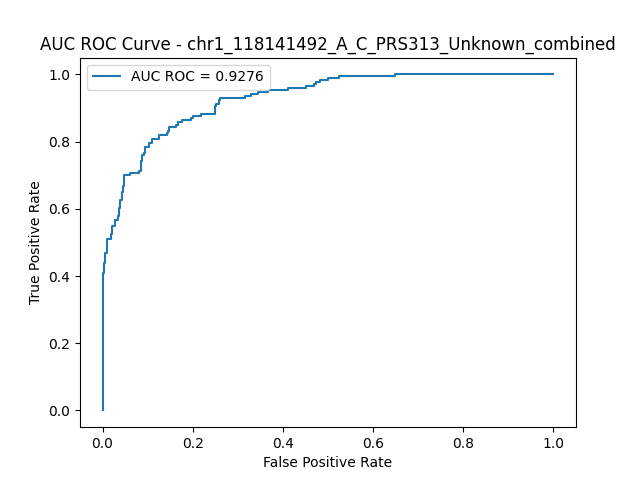 AUC ROC Curve - chr1_118141492_A_C_PRS313_Unknown_combined
AUC ROC = 0.9276
1.0
0.8
0.6
0.4
0.2
0.0
True Positive Rate
0.0 0.2 0.4 0.6 0.8 1.0
False Positive Rate